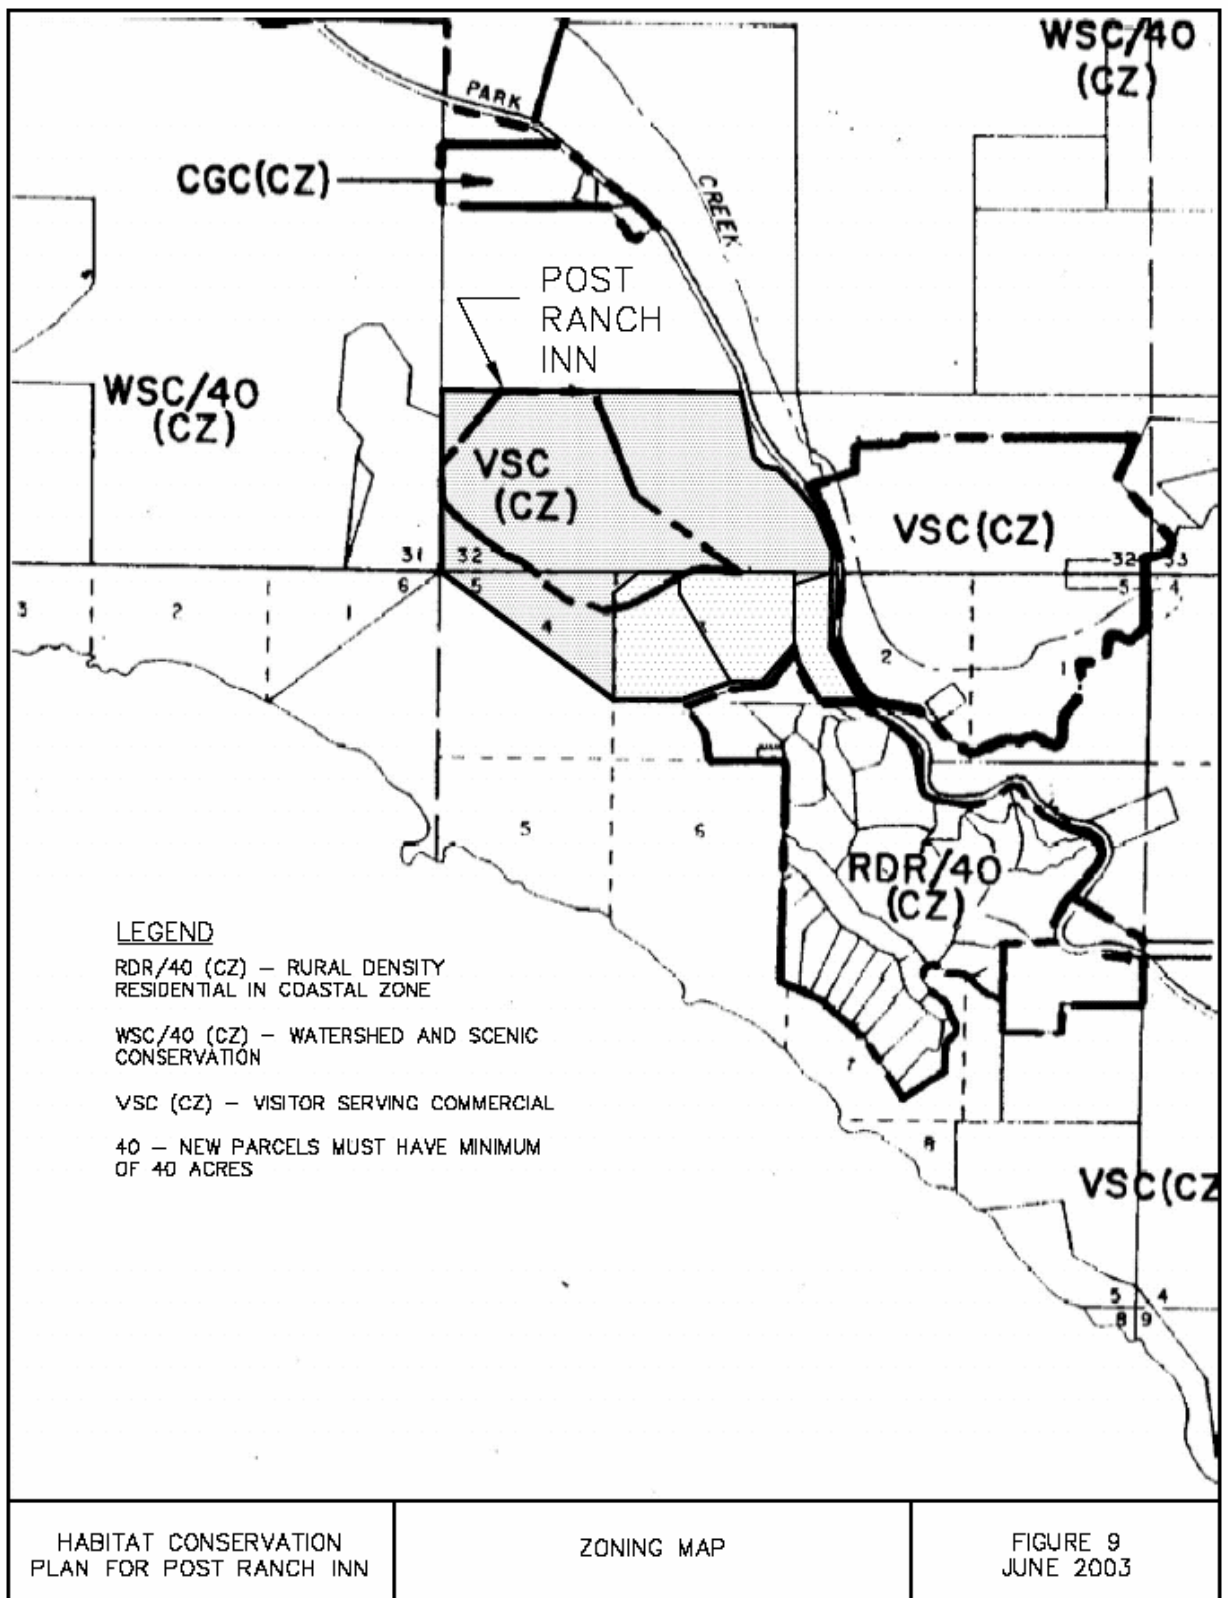 WSC/40
(CZ)
PARK
CGC(CZ)
CREEK
POST
RANCH
INN
WSC/40
(CZ)
VSC
(CZ)
VSC(CZ)
31
32
32
33
6
5
5
4
3
2
1
4
3
2
1
5
6
RDR/40
(CZ)
LEGEND
RDR/40 (CZ) – RURAL DENSITY
RESIDENTIAL IN COASTAL ZONE
WSC/40 (CZ) – WATERSHED AND SCENIC
CONSERVATION
VSC (CZ) – VISITOR SERVING COMMERCIAL
40 – NEW PARCELS MUST HAVE MINIMUM
OF 40 ACRES
7
8
VSC(CZ
5
4
8
9
HABITAT CONSERVATION
PLAN FOR POST RANCH INN
ZONING MAP
FIGURE 9
JUNE 2003